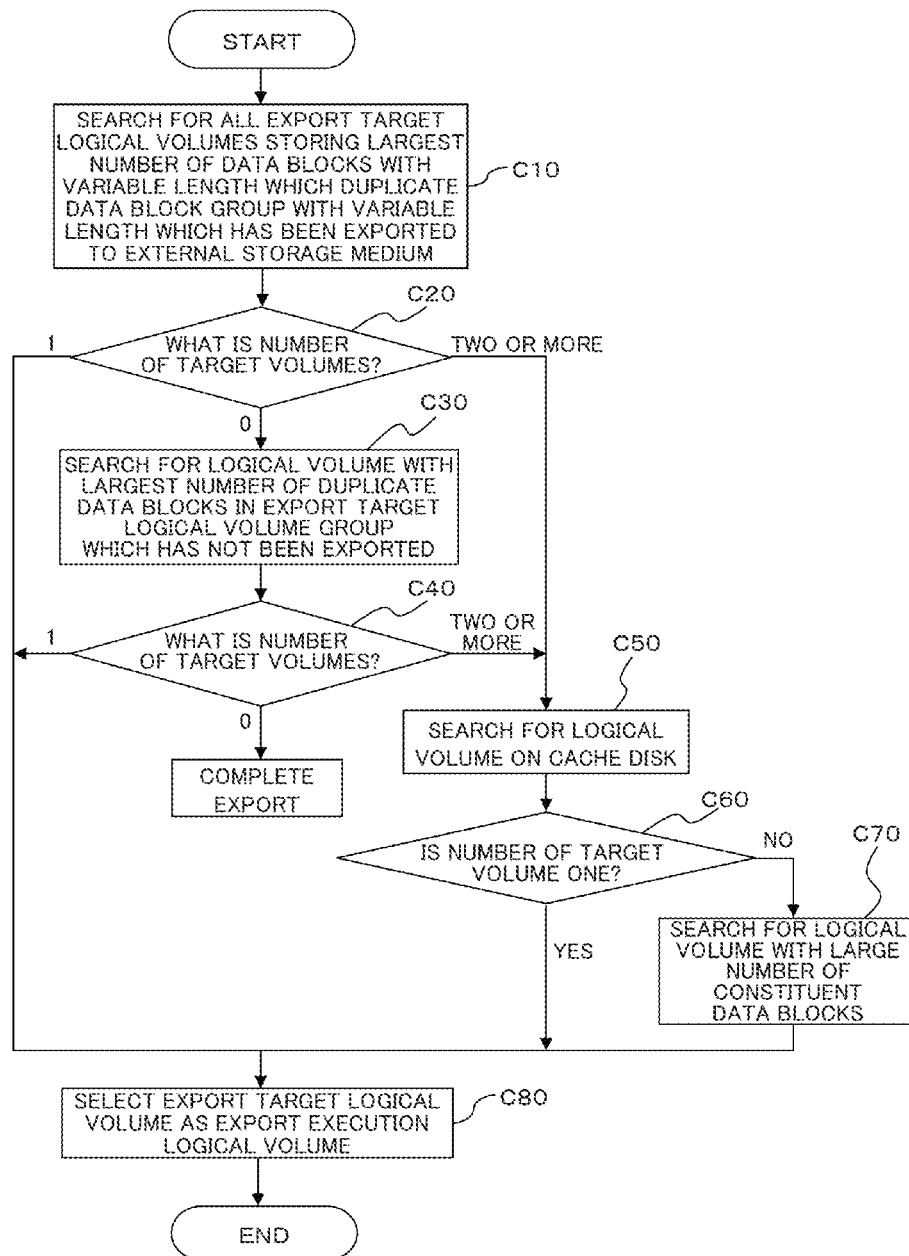 START
SEARCH FOR ALL EXPORT TARGET
LOGICAL VOLUMES STORING LARGEST
NUMBER OF DATA BLOCKS WITH
VARIABLE LENGTH WHICH DUPLICATE
DATA BLOCK GROUP WITH VARIABLE
LENGTH WHICH HAS BEEN EXPORTED
TO EXTERNAL STORAGE MEDIUM
C10
C20
1
WHAT IS NUMBER
OF TARGET VOLUMES?
TWO OR MORE
0
C30
SEARCH FOR LOGICAL VOLUME WITH
LARGEST NUMBER OF DUPLICATE
DATA BLOCKS IN EXPORT TARGET
LOGICAL VOLUME GROUP
WHICH HAS NOT BEEN EXPORTED
C40
1
WHAT IS NUMBER
OF TARGET VOLUMES?
TWO OR
MORE
0
C50
SEARCH FOR LOGICAL
VOLUME ON CACHE DISK
COMPLETE
EXPORT
C60
IS NUMBER OF TARGET
VOLUME ONE?
NO
C70
YES
SEARCH FOR LOGICAL
VOLUME WITH LARGE
NUMBER OF
CONSTITUENT
DATA BLOCKS
SELECT EXPORT TARGET LOGICAL
VOLUME AS EXPORT EXECUTION
LOGICAL VOLUME
C80
END